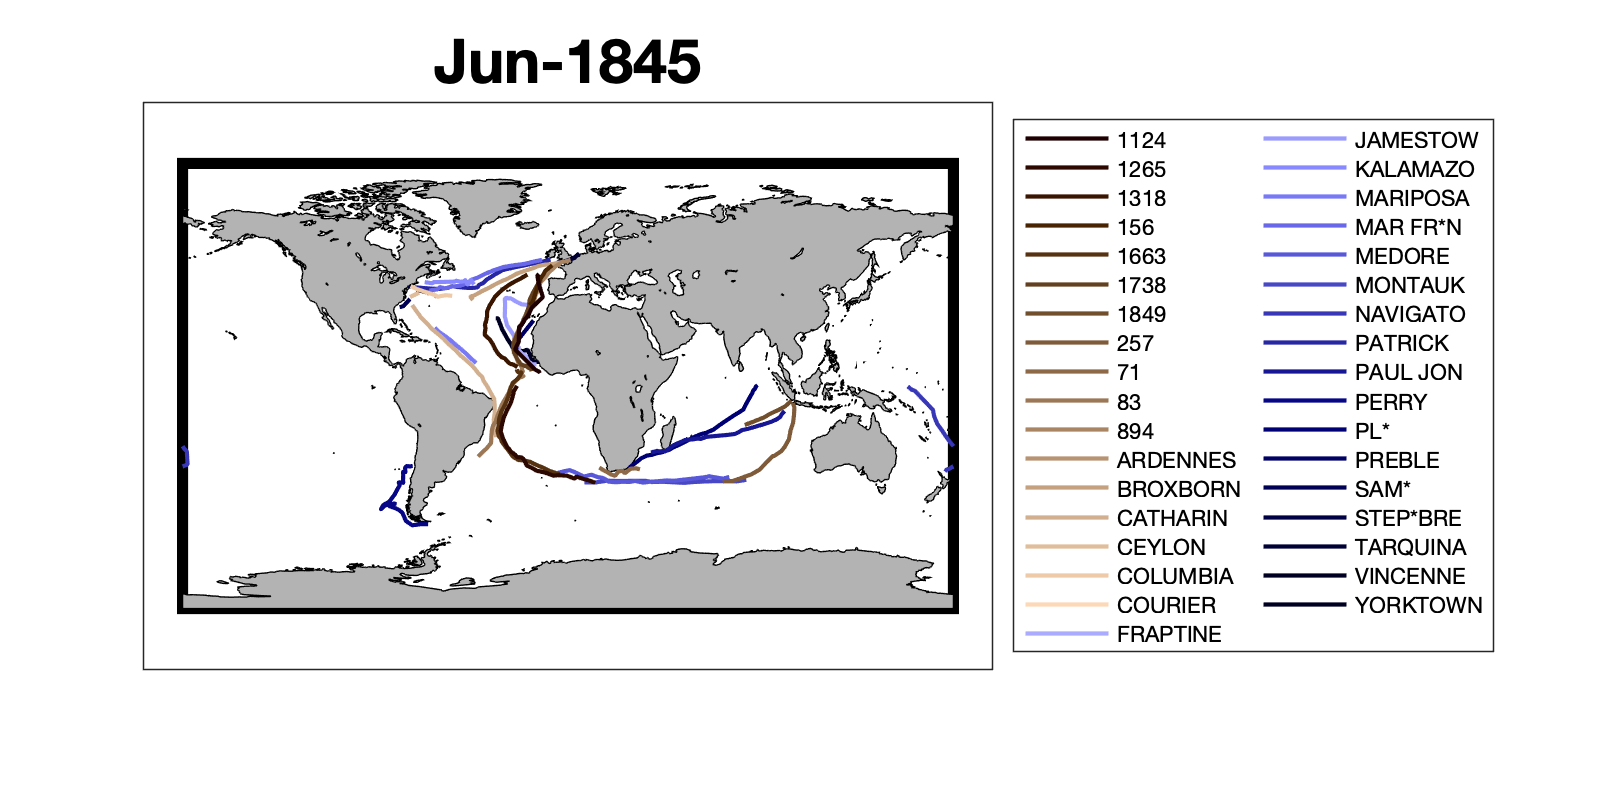 Jun-1845
1124
1265
1318
156
1663
1738
1849
257
71
83
894
ARDENNES
BROXBORN
CATHARIN
CEYLON
COLUMBIA
COURIER
FRAPTINE
JAMESTOW
KALAMAZO
MARIPOSA
MAR FR*N
MEDORE
MONTAUK
NAVIGATO
PATRICK
PAUL JON
PERRY
PL*
PREBLE
SAM*
STEP*BRE
TARQUINA
VINCENNE
YORKTOWN